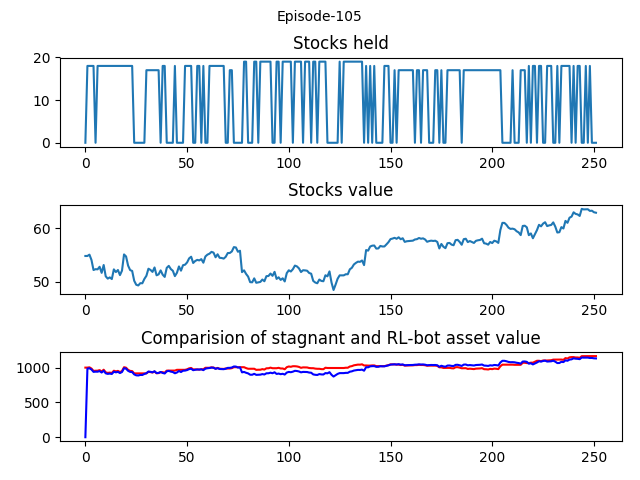 Episode-105
Stocks held
20
10
0
0 50 100 150 200 250
Stocks value
60
50
0 50 100 150 200 250
Comparision of stagnant and RL-bot asset value
1000
500
0
0 50 100 150 200 250